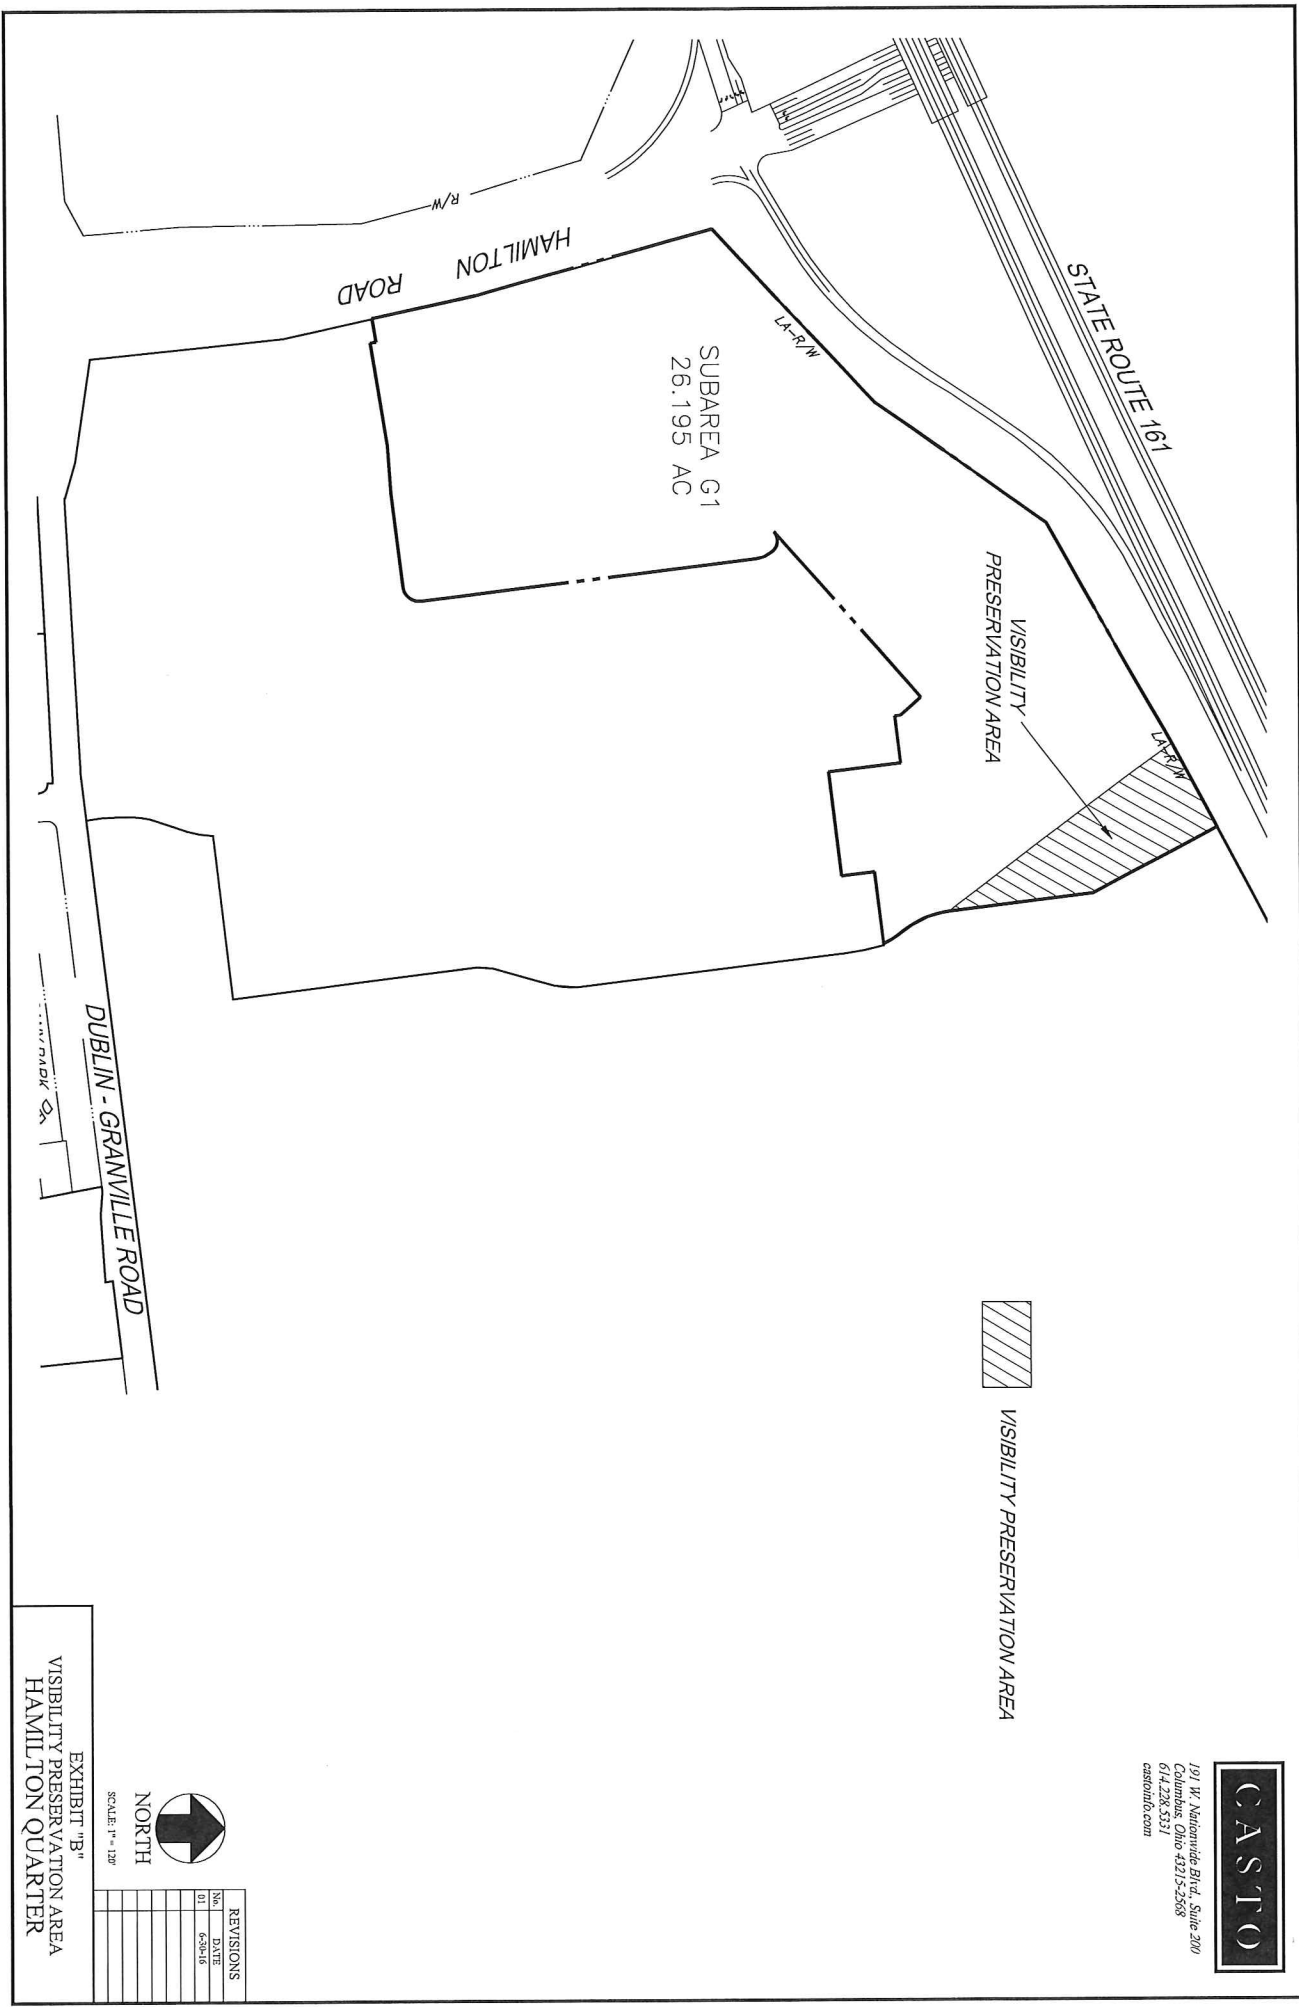 CASTO
191 W. Nationwide Blvd., Suite 200
Columbus, Ohio 43215-2568
614.228.5331
castoinfo.com
STATE ROUTE 161
LA-R/W
LA-R/W
R/W
HAMILTON
ROAD
SUBAREA G1
26.195 AC
VISIBILITY
PRESERVATION AREA
VISIBILITY PRESERVATION AREA
DUBLIN - GRANVILLE ROAD
PARK
NORTH
SCALE: 1" = 120'
REVISIONS
No. DATE
01 6-30-16
EXHIBIT "B"
VISIBILITY PRESERVATION AREA
HAMILTON QUARTER